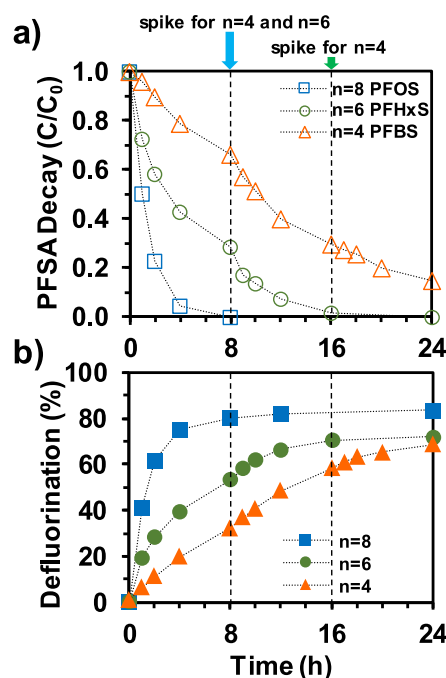 spike for n=4 and n=6
a)
spike for n=4
1.0
0.8
0.6
0.4
0.2
0.0
PFSA Decay (C/C₀)
n=8 PFOS
n=6 PFHxS
n=4 PFBS
0
8
16
24
b)
100
80
60
40
20
0
Defluorination (%)
n=8
n=6
n=4
0
8
16
24
Time (h)